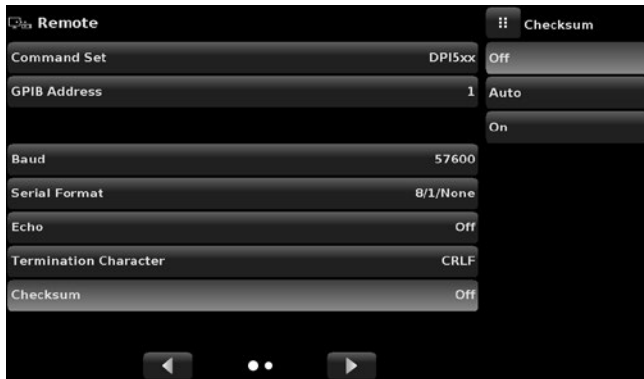 Remote
Command Set DPI5xx
GPIB Address 1
Baud 57600
Serial Format 8/1/None
Echo Off
Termination Character CRLF
Checksum Off
Checksum
Off
Auto
On